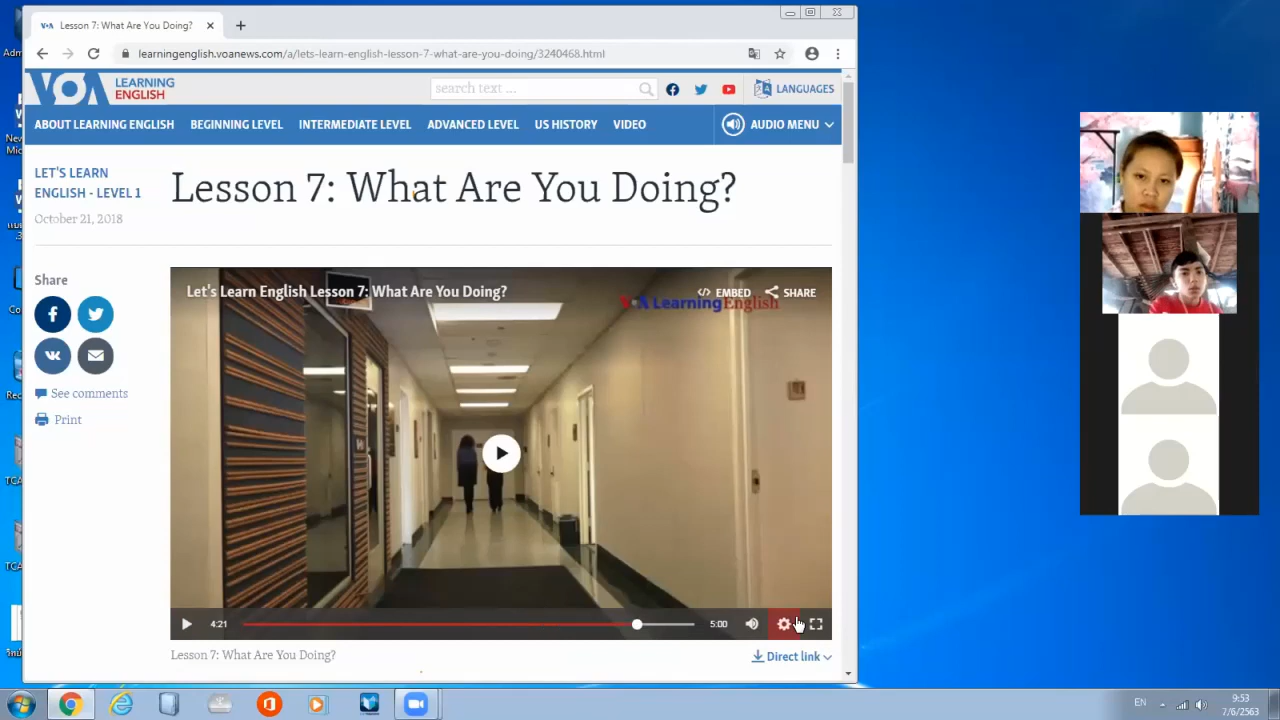 Lesson 7: What Are You Doing?
learningenglish.voanews.com/a/lets-learn-english-lesson-7-what-are-you-doing/3240468.html
VOA LEARNING ENGLISH
search text ...
LANGUAGES
ABOUT LEARNING ENGLISH
BEGINNING LEVEL
INTERMEDIATE LEVEL
ADVANCED LEVEL
US HISTORY
VIDEO
AUDIO MENU
LET'S LEARN
ENGLISH - LEVEL 1
October 21, 2018
Lesson 7: What Are You Doing?
Share
See comments
Print
Let's Learn English Lesson 7: What Are You Doing?
EMBED
SHARE
VOA Learning English
4:21
5:00
Lesson 7: What Are You Doing?
Direct link
EN
9:53
7/6/2563